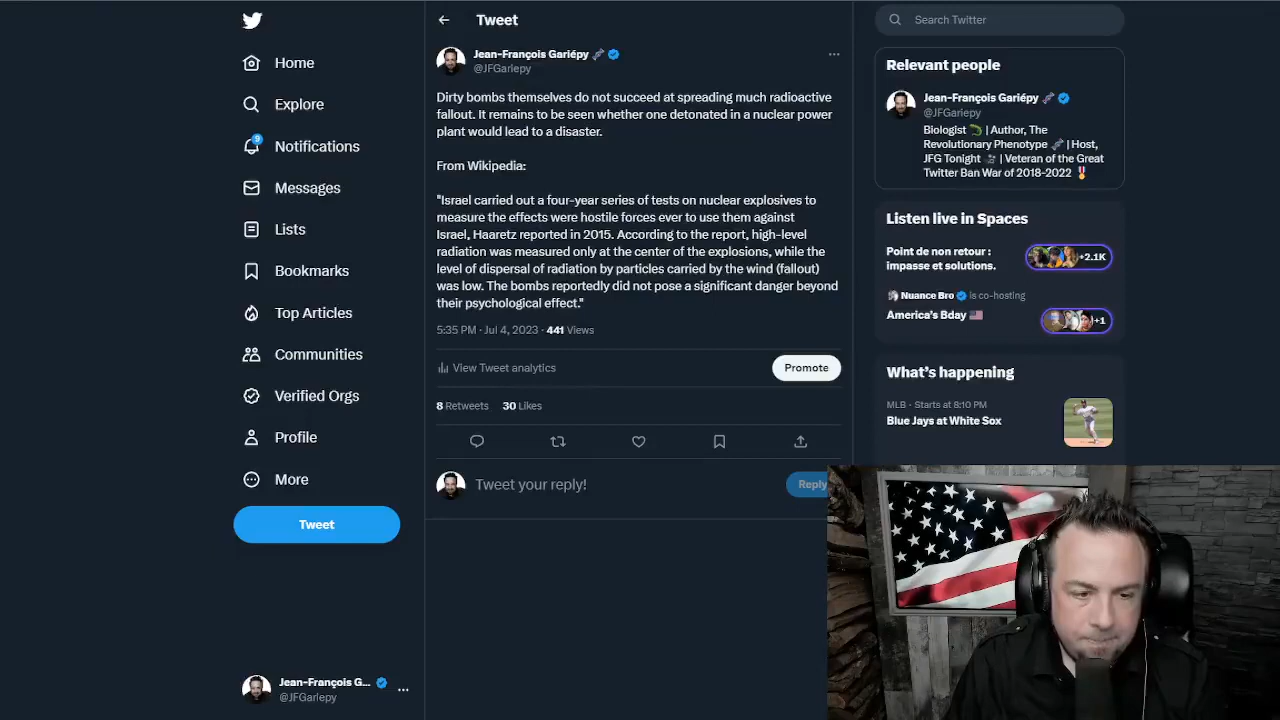 Home
Explore
9
Notifications
Messages
Lists
Bookmarks
Top Articles
Communities
Verified Orgs
Profile
More
Tweet
Jean-François G...
@JFGariepy
Tweet
Jean-François Gariépy
@JFGariepy
Dirty bombs themselves do not succeed at spreading much radioactive
fallout. It remains to be seen whether one detonated in a nuclear power
plant would lead to a disaster.
From Wikipedia:
"Israel carried out a four-year series of tests on nuclear explosives to
measure the effects were hostile forces ever to use them against
Israel, Haaretz reported in 2015. According to the report, high-level
radiation was measured only at the center of the explosions, while the
level of dispersal of radiation by particles carried by the wind (fallout)
was low. The bombs reportedly did not pose a significant danger beyond
their psychological effect."
5:35 PM · Jul 4, 2023 · 441 Views
View Tweet analytics
Promote
8 Retweets 30 Likes
Tweet your reply!
Reply
Search Twitter
Relevant people
Jean-François Gariépy
@JFGariepy
Biologist | Author, The
Revolutionary Phenotype | Host,
JFG Tonight | Veteran of the Great
Twitter Ban War of 2018-2022
Listen live in Spaces
Point de non retour :
impasse et solutions.
+2.1K
Nuance Bro is co-hosting
America's Bday
+1
What's happening
MLB · Starts at 8:10 PM
Blue Jays at White Sox